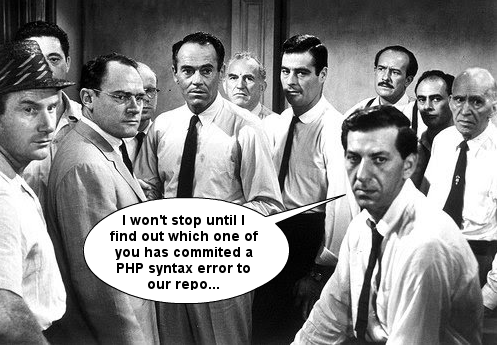 I won't stop until I
find out which one of
you has commited a
PHP syntax error to
our repo...